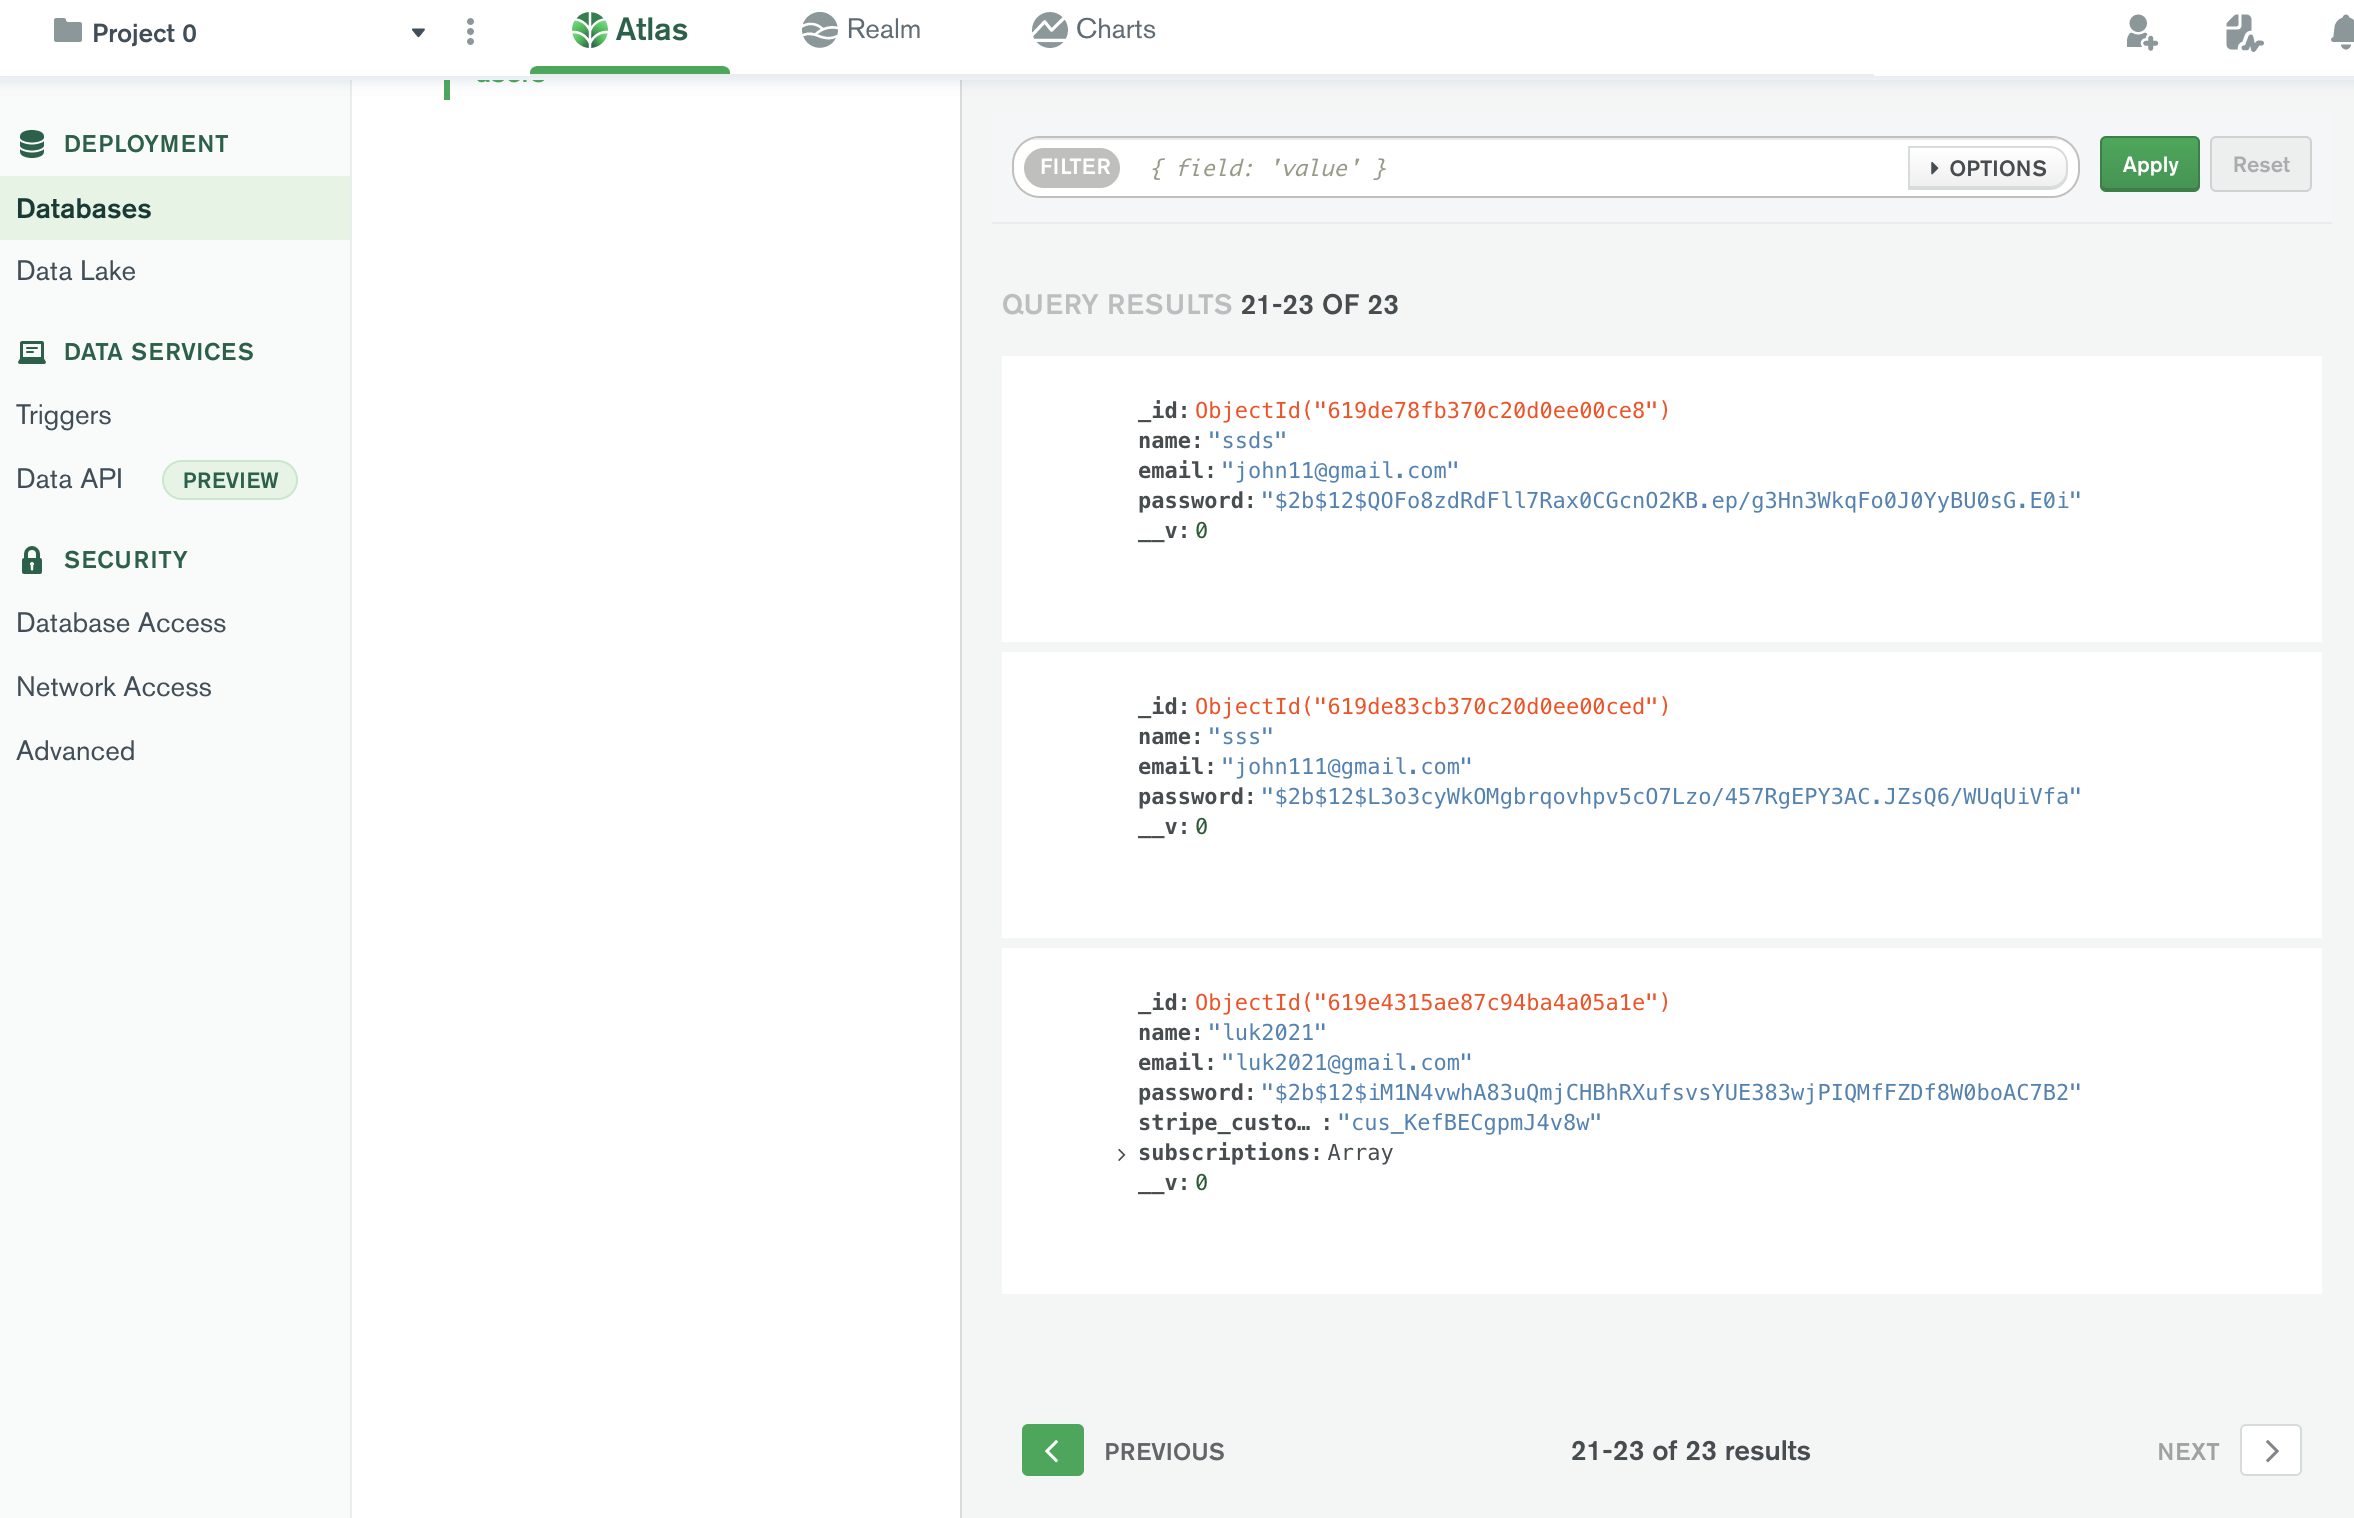 Project 0
Atlas
Realm
Charts
users
DEPLOYMENT
Databases
Data Lake
DATA SERVICES
Triggers
Data API PREVIEW
SECURITY
Database Access
Network Access
Advanced
FILTER { field: 'value' } OPTIONS Apply Reset
QUERY RESULTS 21-23 OF 23
_id: ObjectId("619de78fb370c20d0ee00ce8")
name: "ssds"
email: "john11@gmail.com"
password: "$2b$12$QOFo8zdRdFll7Rax0CGcnO2KB.ep/g3Hn3WkqFo0J0YyBU0sG.E0i"
__v: 0
_id: ObjectId("619de83cb370c20d0ee00ced")
name: "sss"
email: "john111@gmail.com"
password: "$2b$12$L3o3cyWkOMgbrqovhpv5cO7Lzo/457RgEPY3AC.JZsQ6/WUqUiVfa"
__v: 0
_id: ObjectId("619e4315ae87c94ba4a05a1e")
name: "luk2021"
email: "luk2021@gmail.com"
password: "$2b$12$iM1N4vwhA83uQmjCHBhRXufsvsYUE383wjPIQMfFZDf8W0boAC7B2"
stripe_custo… : "cus_KefBECgpmJ4v8w"
subscriptions: Array
__v: 0
PREVIOUS 21-23 of 23 results NEXT